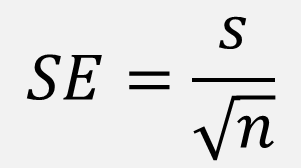 SE = s / √n